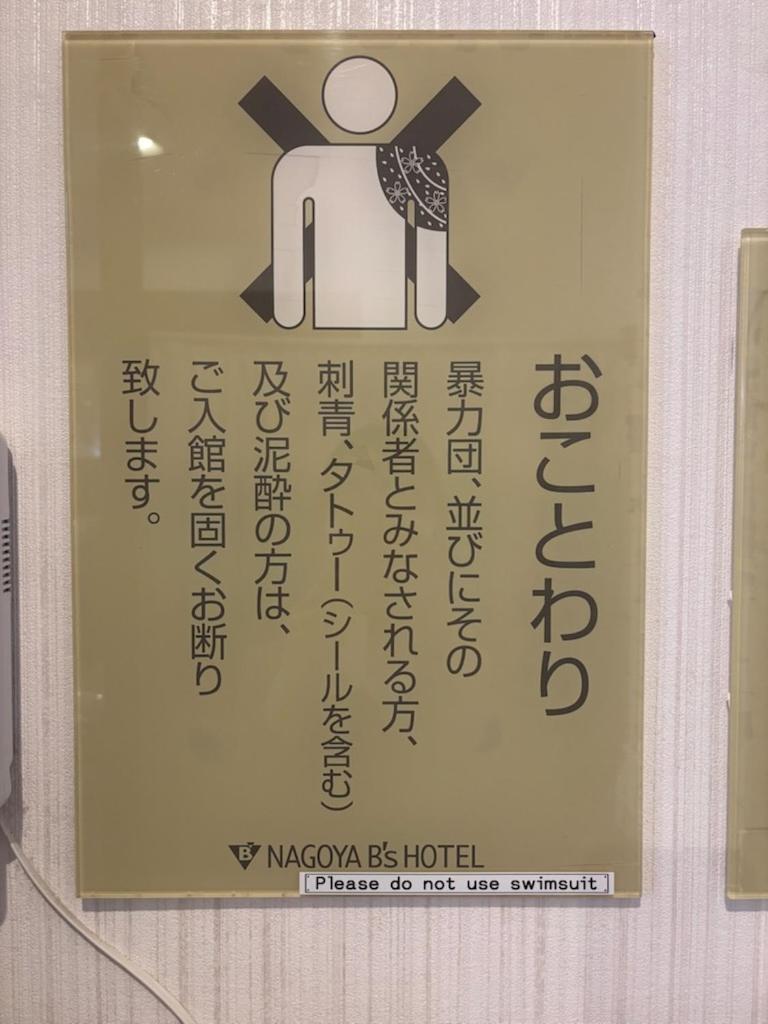 おことわり
暴力団、並びにその
関係者とみなされる方、
刺青、タトゥー(シールを含む)
及び泥酔の方は、
ご入館を固くお断り
致します。
B's NAGOYA B's HOTEL
[Please do not use swimsuit]